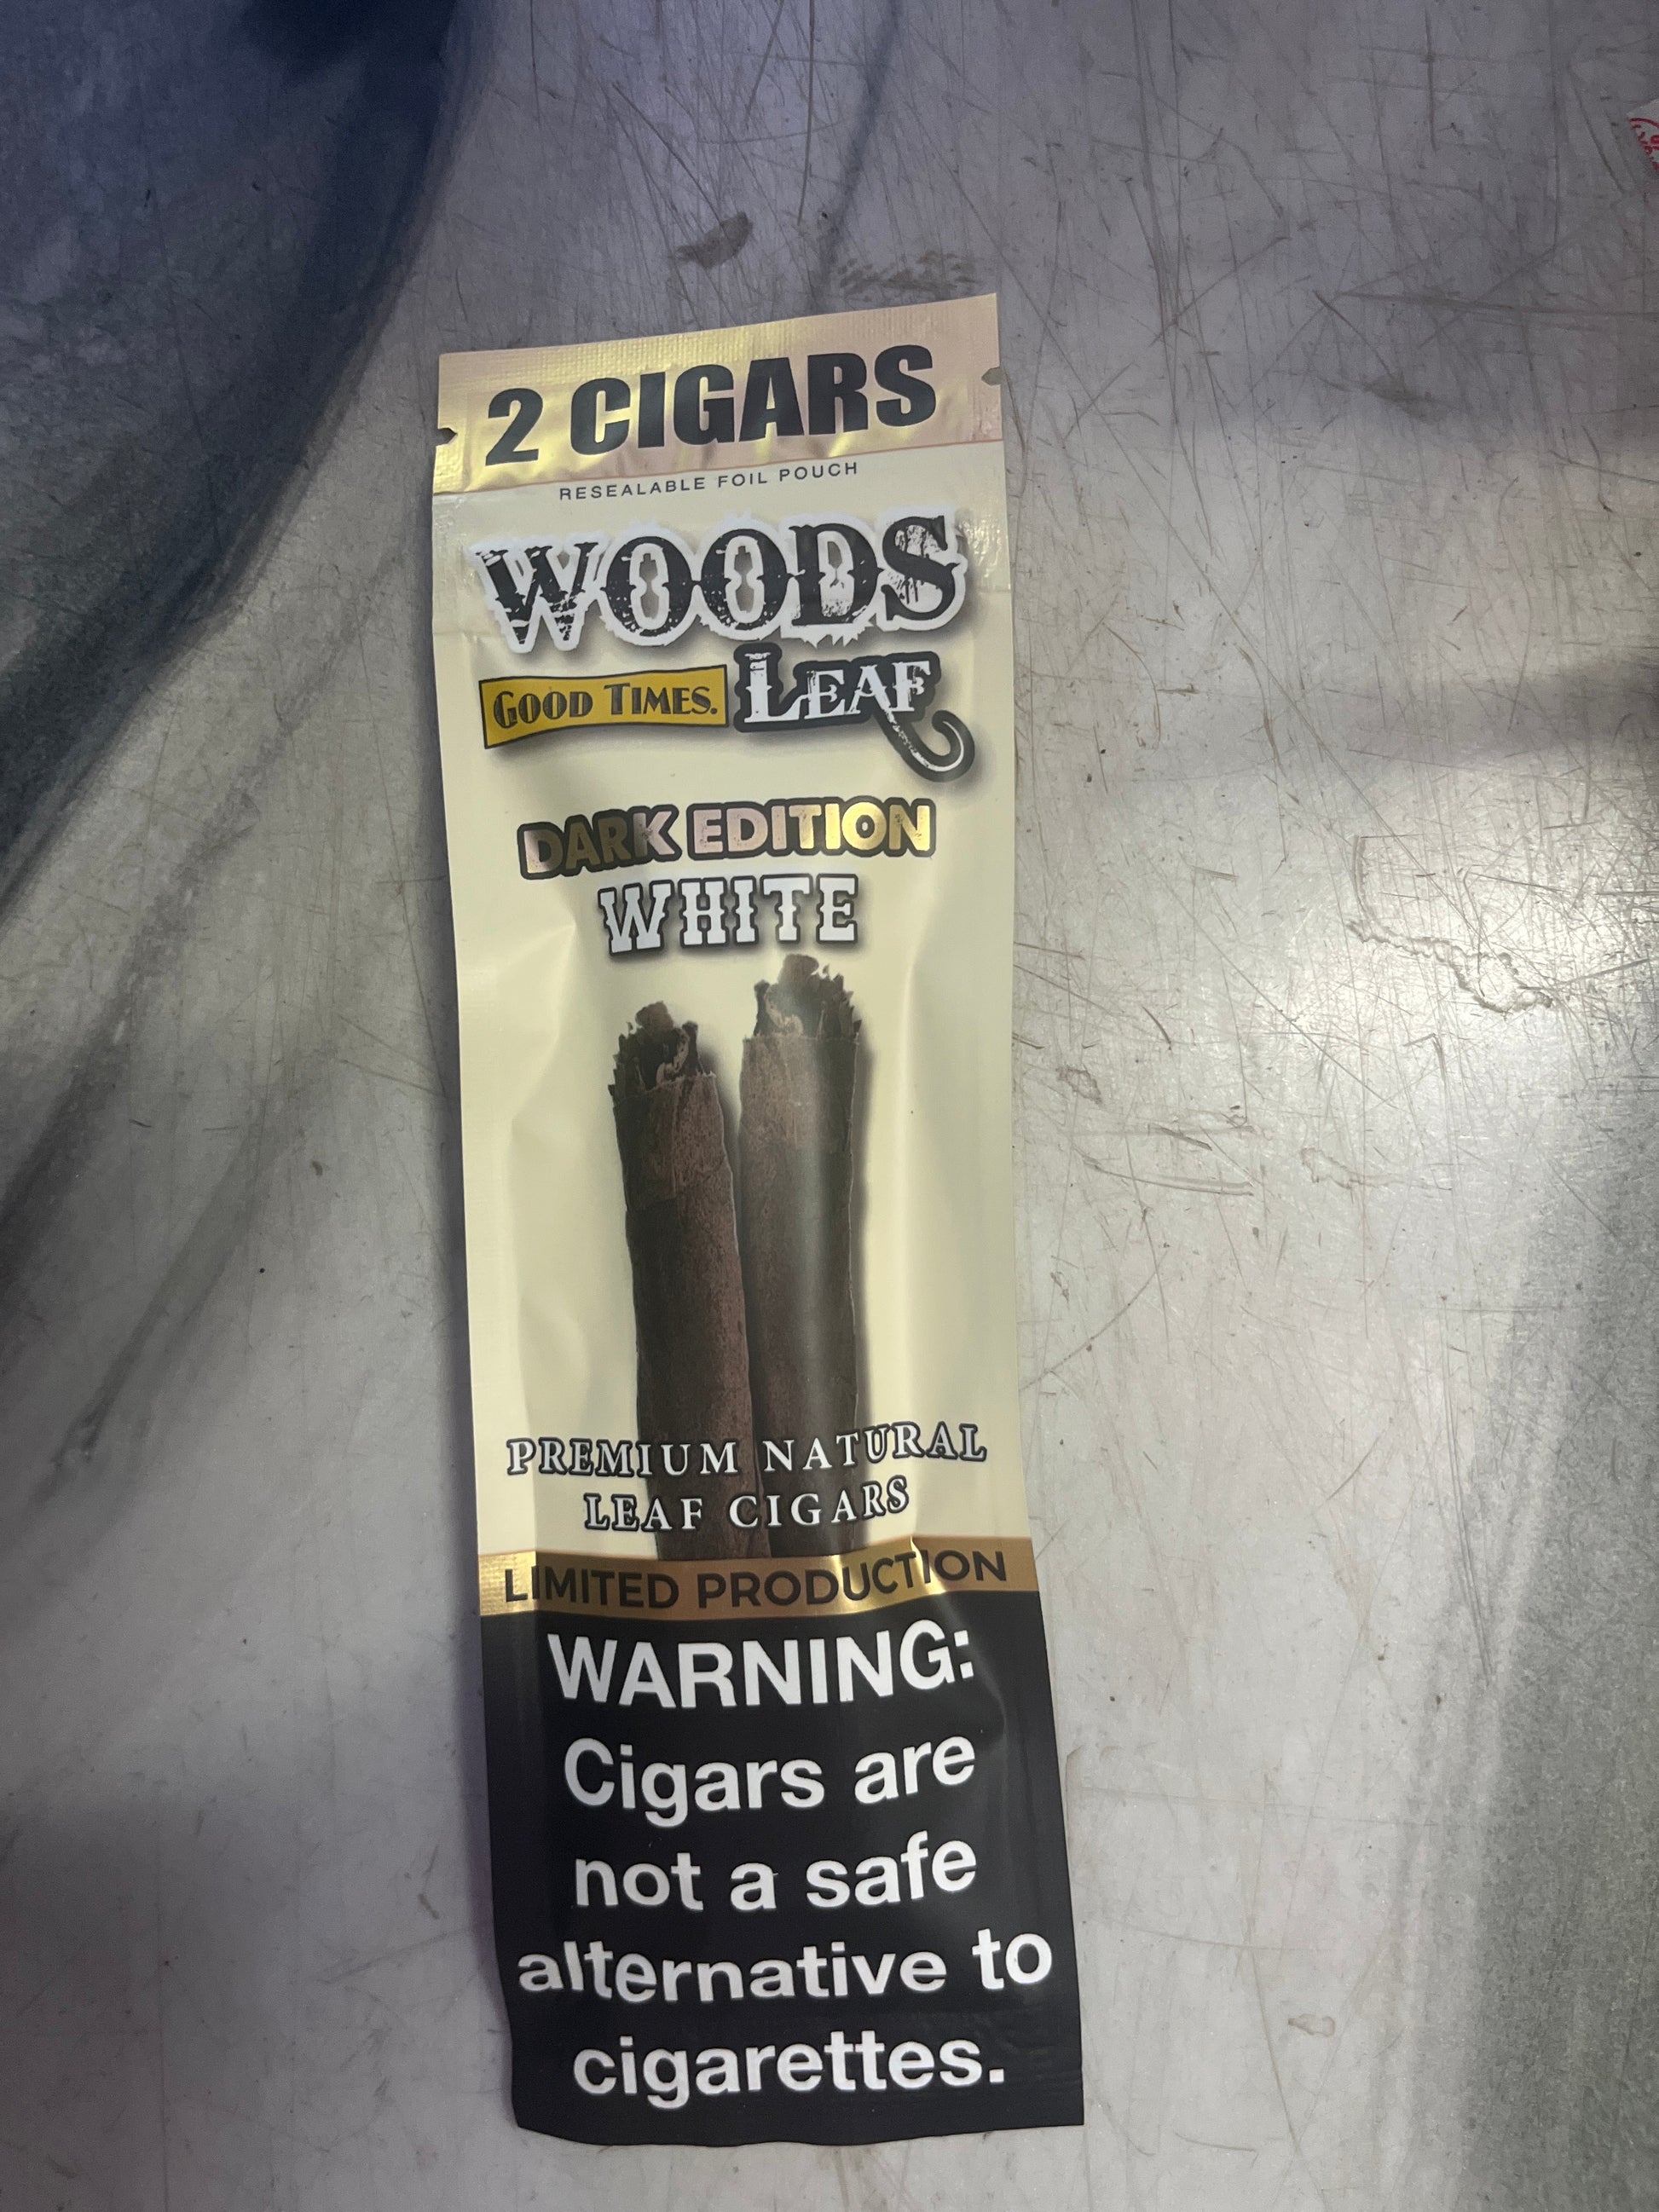 2 CIGARS
RESEALABLE FOIL POUCH
WOODS
GOOD TIMES. LEAF
DARK EDITION
WHITE
PREMIUM NATURAL
LEAF CIGARS
LIMITED PRODUCTION
WARNING:
Cigars are
not a safe
alternative to
cigarettes.